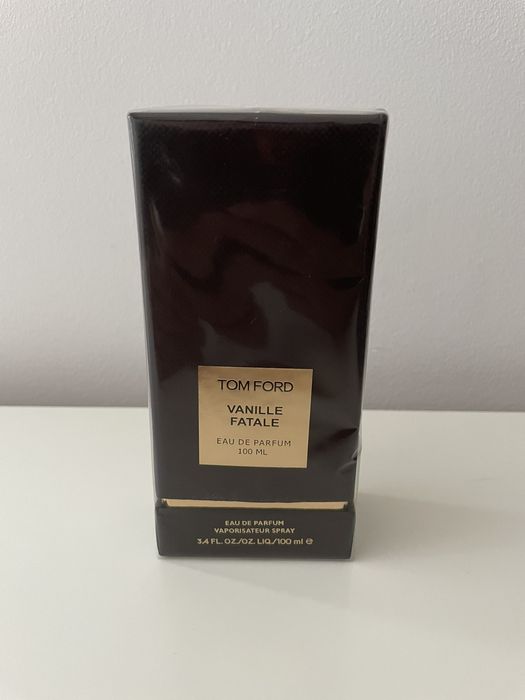 TOM FORD
VANILLE
FATALE
EAU DE PARFUM
100 ML
EAU DE PARFUM
VAPORISATEUR SPRAY
3.4 FL. OZ./OZ. LIQ./100 ml ℮